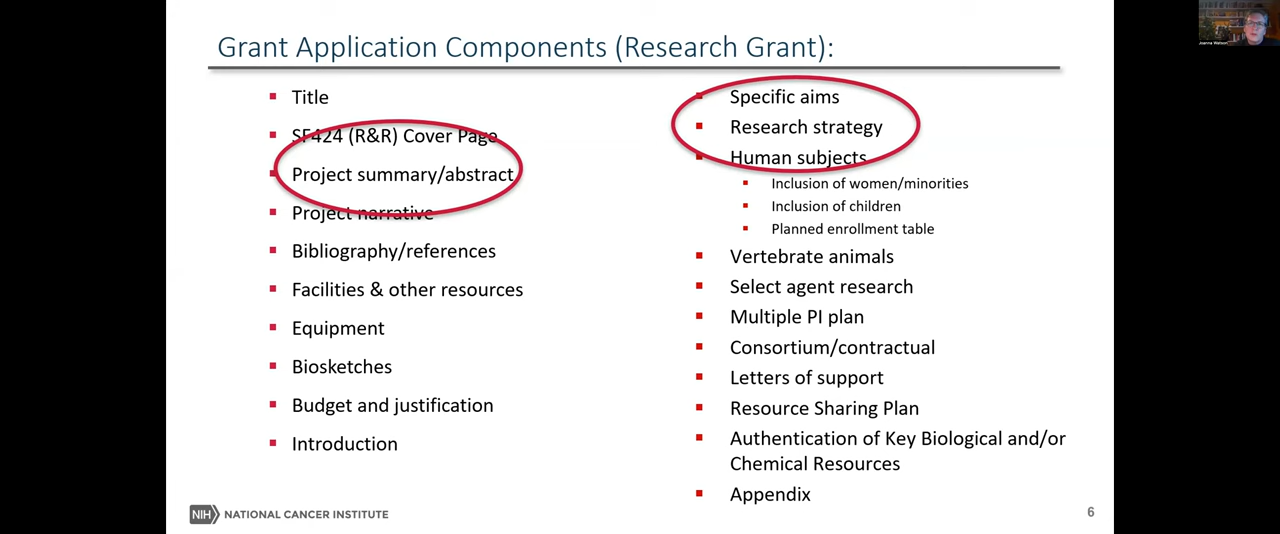 Grant Application Components (Research Grant):
Title
SF424 (R&R) Cover Page
Project summary/abstract
Project narrative
Bibliography/references
Facilities & other resources
Equipment
Biosketches
Budget and justification
Introduction
Specific aims
Research strategy
Human subjects
Inclusion of women/minorities
Inclusion of children
Planned enrollment table
Vertebrate animals
Select agent research
Multiple PI plan
Consortium/contractual
Letters of support
Resource Sharing Plan
Authentication of Key Biological and/or
Chemical Resources
Appendix
NIH NATIONAL CANCER INSTITUTE
6
Joanna Watson